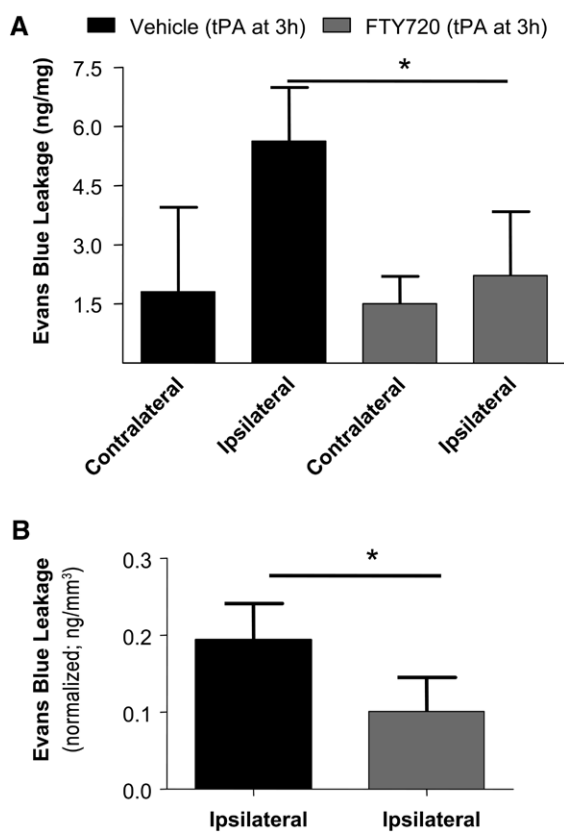 A
Vehicle (tPA at 3h) FTY720 (tPA at 3h)
Evans Blue Leakage (ng/mg)
7.5
6.0
4.5
3.0
1.5
*
Contralateral
Ipsilateral
Contralateral
Ipsilateral
B
Evans Blue Leakage
(normalized; ng/mm³)
0.3
0.2
0.1
0.0
*
Ipsilateral Ipsilateral